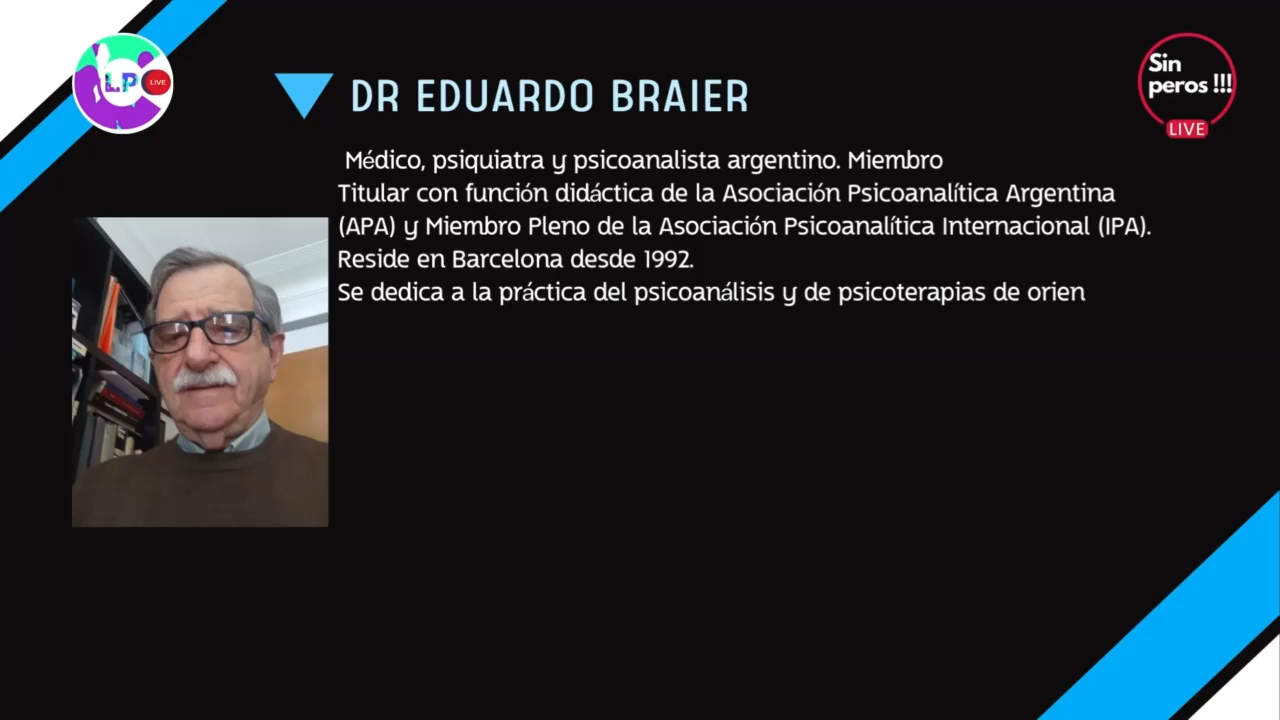 LP
LIVE
DR EDUARDO BRAIER
Sin
peros !!!
LIVE
Médico, psiquiatra y psicoanalista argentino. Miembro
Titular con función didáctica de la Asociación Psicoanalítica Argentina
(APA) y Miembro Pleno de la Asociación Psicoanalítica Internacional (IPA).
Reside en Barcelona desde 1992.
Se dedica a la práctica del psicoanálisis y de psicoterapias de orien